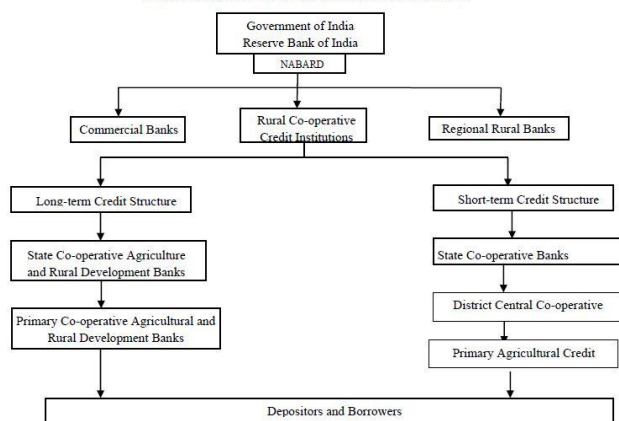 Government of India
Reserve Bank of India
NABARD
Commercial Banks
Rural Co-operative
Credit Institutions
Regional Rural Banks
Long-term Credit Structure
Short-term Credit Structure
State Co-operative Agriculture
and Rural Development Banks
State Co-operative Banks
District Central Co-operative
Primary Co-operative Agricultural and
Rural Development Banks
Primary Agricultural Credit
Depositors and Borrowers